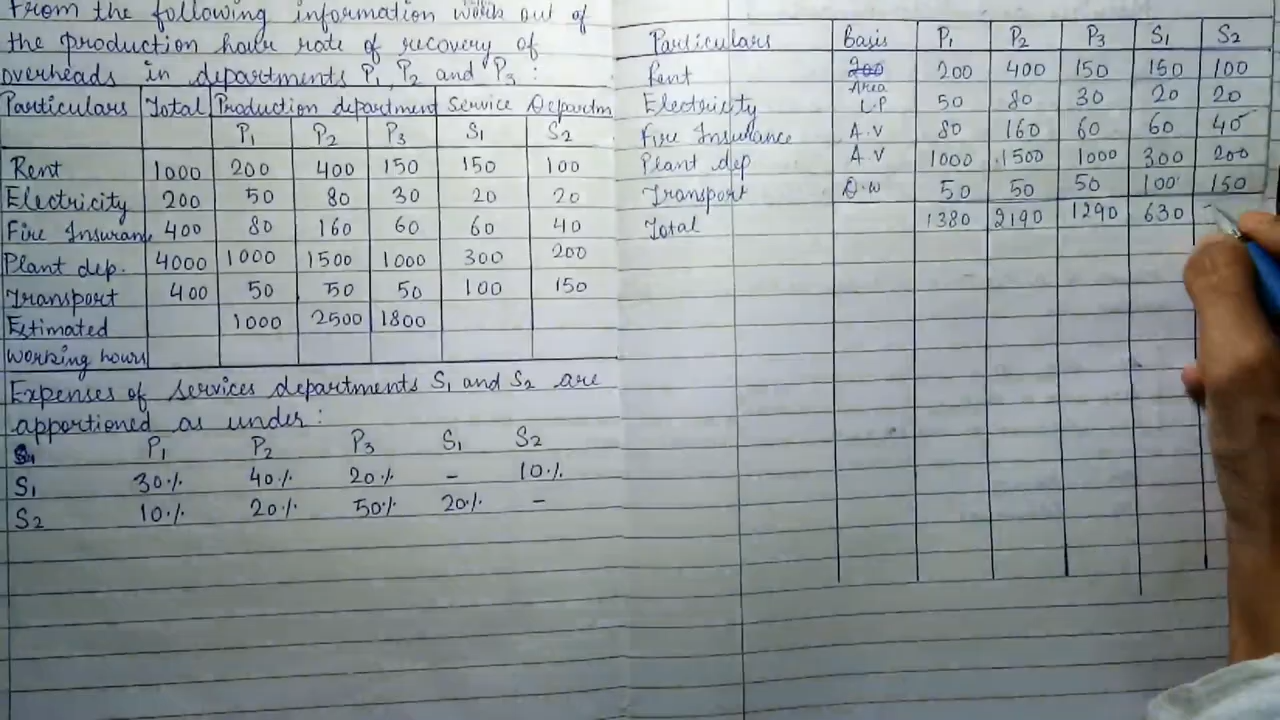 From the following information work out of
the production hour rate of recovery of
overheads in departments P1, P2 and P3 :
Particulars Total Production department Service Departm
P1 P2 P3 S1 S2
Rent 1000 200 400 150 150 100
Electricity 200 50 80 30 20 20
Fire Insuran 400 80 160 60 60 40
Plant dep. 4000 1000 1500 1000 300 200
Transport 400 50 50 50 100 150
Estimated 1000 2500 1800
working hours
Expenses of services departments S1 and S2 are
apportioned as under :
P1 P2 P3 S1 S2
S1 30% 40% 20% - 10%
S2 10% 20% 50% 20% -
Particulars Basis P1 P2 P3 S1 S2
Rent 200 Area 200 400 150 150 100
Electricity L.P 50 80 30 20 20
Fire Insurance A.V 80 160 60 60 40
Plant dep A.V 1000 1500 1000 300 200
Transport D.W 50 50 50 100 150
Total 1380 2190 1290 630